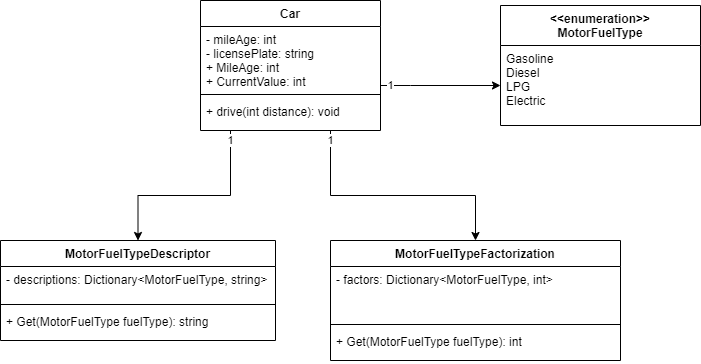 Car
- mileAge: int
- licensePlate: string
+ MileAge: int
+ CurrentValue: int
+ drive(int distance): void
<<enumeration>>
MotorFuelType
Gasoline
Diesel
LPG
Electric
1
1
1
MotorFuelTypeDescriptor
- descriptions: Dictionary<MotorFuelType, string>
+ Get(MotorFuelType fuelType): string
MotorFuelTypeFactorization
- factors: Dictionary<MotorFuelType, int>
+ Get(MotorFuelType fuelType): int